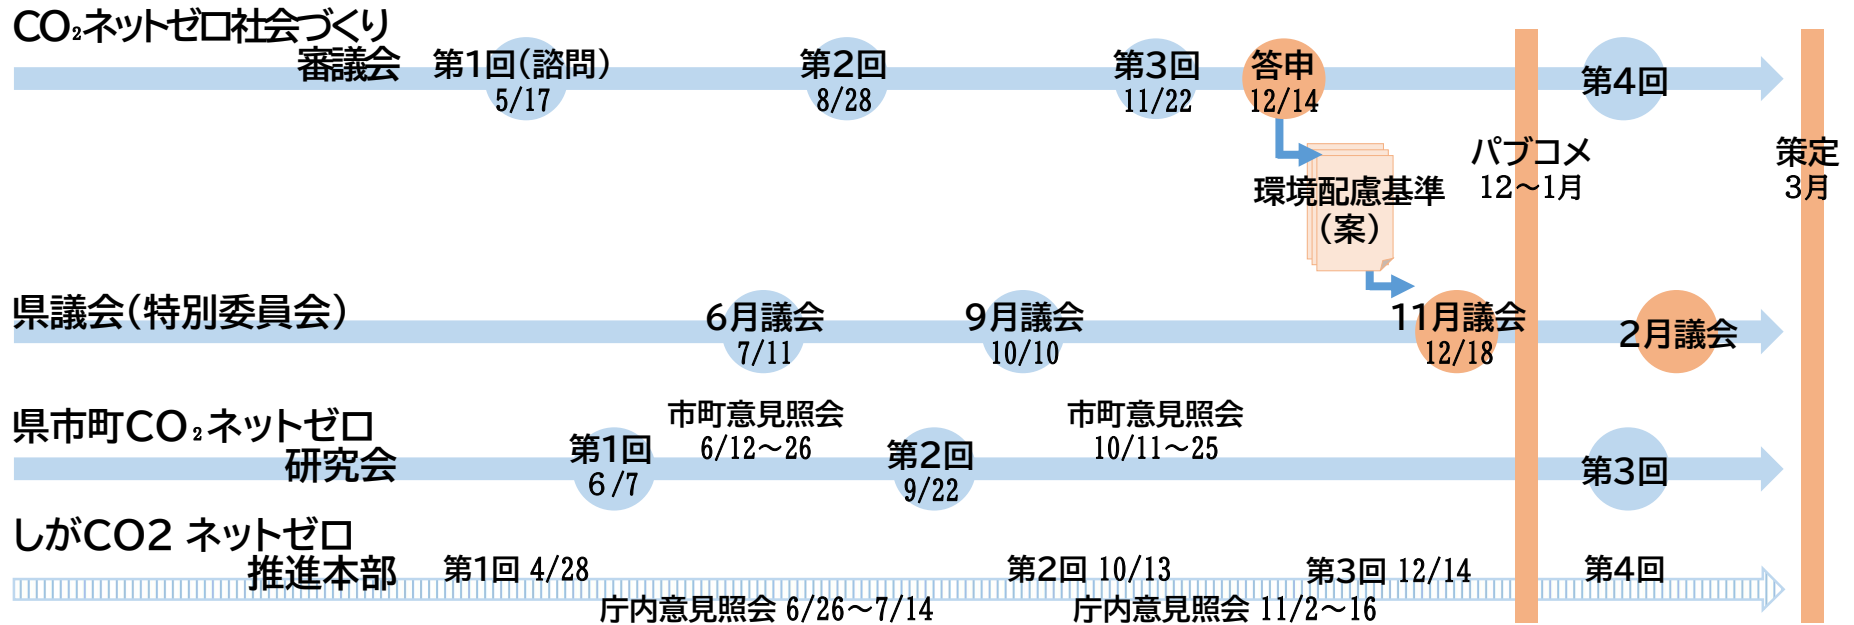 CO₂ネットゼロ社会づくり
審議会
第1回(諮問)
5/17
第2回
8/28
第3回
11/22
答申
12/14
第4回
環境配慮基準
(案)
パブコメ
12～1月
策定
3月
県議会(特別委員会)
6月議会
7/11
9月議会
10/10
11月議会
12/18
2月議会
県市町CO₂ネットゼロ
研究会
第1回
6/7
市町意見照会
6/12～26
第2回
9/22
市町意見照会
10/11～25
第3回
しがCO2 ネットゼロ
推進本部
第1回 4/28
庁内意見照会 6/26～7/14
第2回 10/13
庁内意見照会 11/2～16
第3回 12/14
第4回